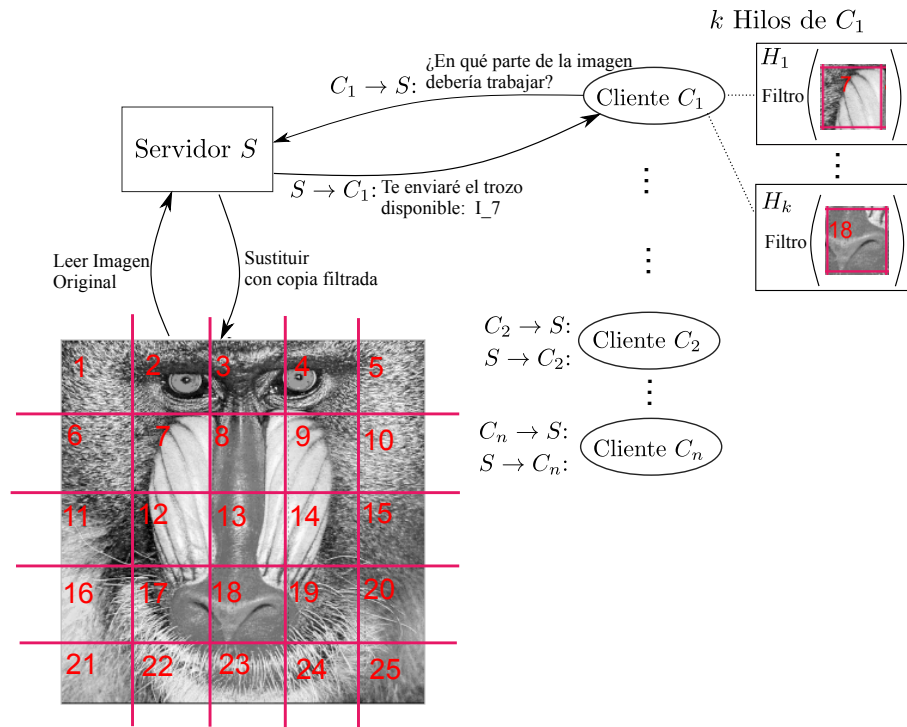 k Hilos de C₁
¿En qué parte de la imagen
debería trabajar?
C₁ → S:
Cliente C₁
H₁
Filtro
7
Servidor S
S → C₁: Te enviaré el trozo
disponible: I_7
H_k
Filtro
18
Leer Imagen
Original
Sustituir
con copia filtrada
C₂ → S:
S → C₂:
Cliente C₂
Cₙ → S:
S → Cₙ:
Cliente Cₙ
1 2 3 4 5
6 7 8 9 10
11 12 13 14 15
16 17 18 19 20
21 22 23 24 25